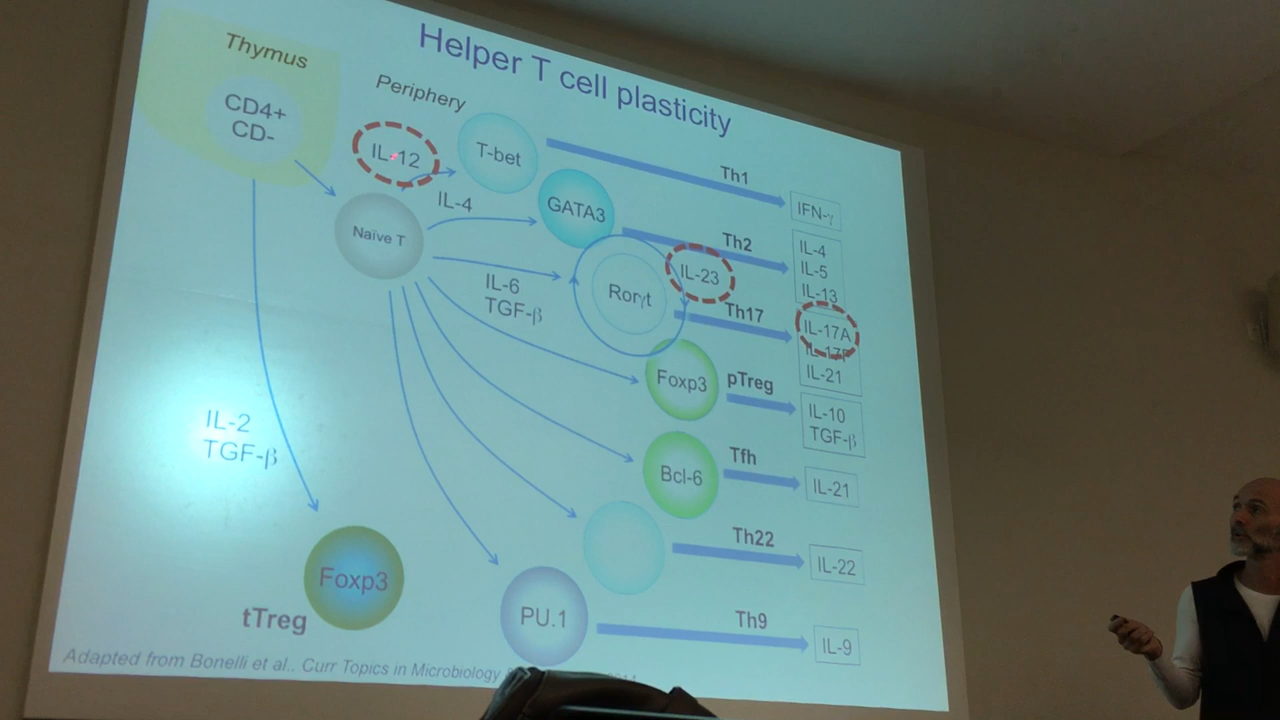 Helper T cell plasticity
Thymus
CD4+
CD-
Periphery
IL-12
T-bet
Th1
IFN-γ
Naïve T
IL-4
GATA3
Th2
IL-4
IL-5
IL-13
IL-6
TGF-β
Rorγt
IL-23
Th17
IL-17A
IL-17F
IL-21
Foxp3
pTreg
IL-10
TGF-β
Bcl-6
Tfh
IL-21
Th22
IL-22
PU.1
Th9
IL-9
IL-2
TGF-β
Foxp3
tTreg
Adapted from Bonelli et al.. Curr Topics in Microbiology